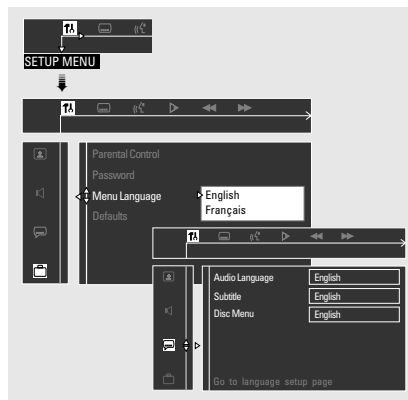 SETUP MENU
Parental Control
Password
Menu Language
English
Français
Defaults
Audio Language
English
Subtitle
English
Disc Menu
English
Go to language setup page